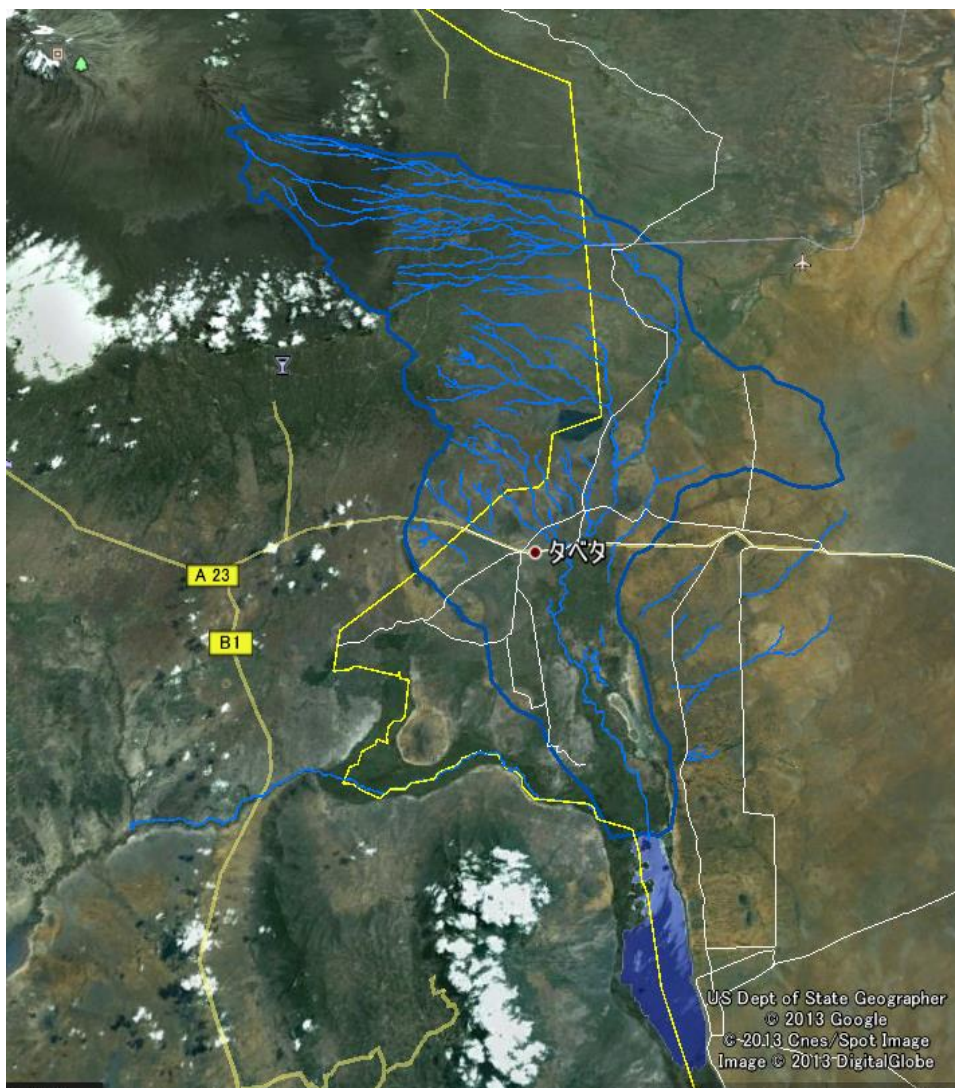 タベタ
A 23
B1
US Dept of State Geographer
© 2013 Google
© 2013 Cnes/Spot Image
Image © 2013 DigitalGlobe